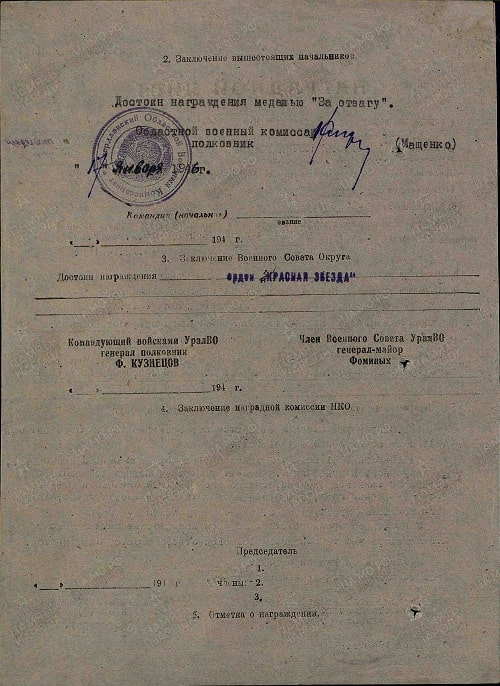 2. Заключение вышестоящих начальников
Достоин награждения медалью "За отвагу".
Областной военный комиссар
полковник (Мащенко)
"17" января 1946г.
Командир (начальник)
звание
" " 194 г.
3. Заключение Военного Совета Округа
Достоин награждения орден "КРАСНАЯ ЗВЕЗДА"
Командующий войсками УралВО
генерал полковник
Ф. КУЗНЕЦОВ
Член Военного Совета УралВО
генерал-майор
Фоминых
" " 194 г.
4. Заключение наградной комиссии НКО
Председатель
1.
" " 194 г. члены: 2.
3.
5. Отметка о награждении.